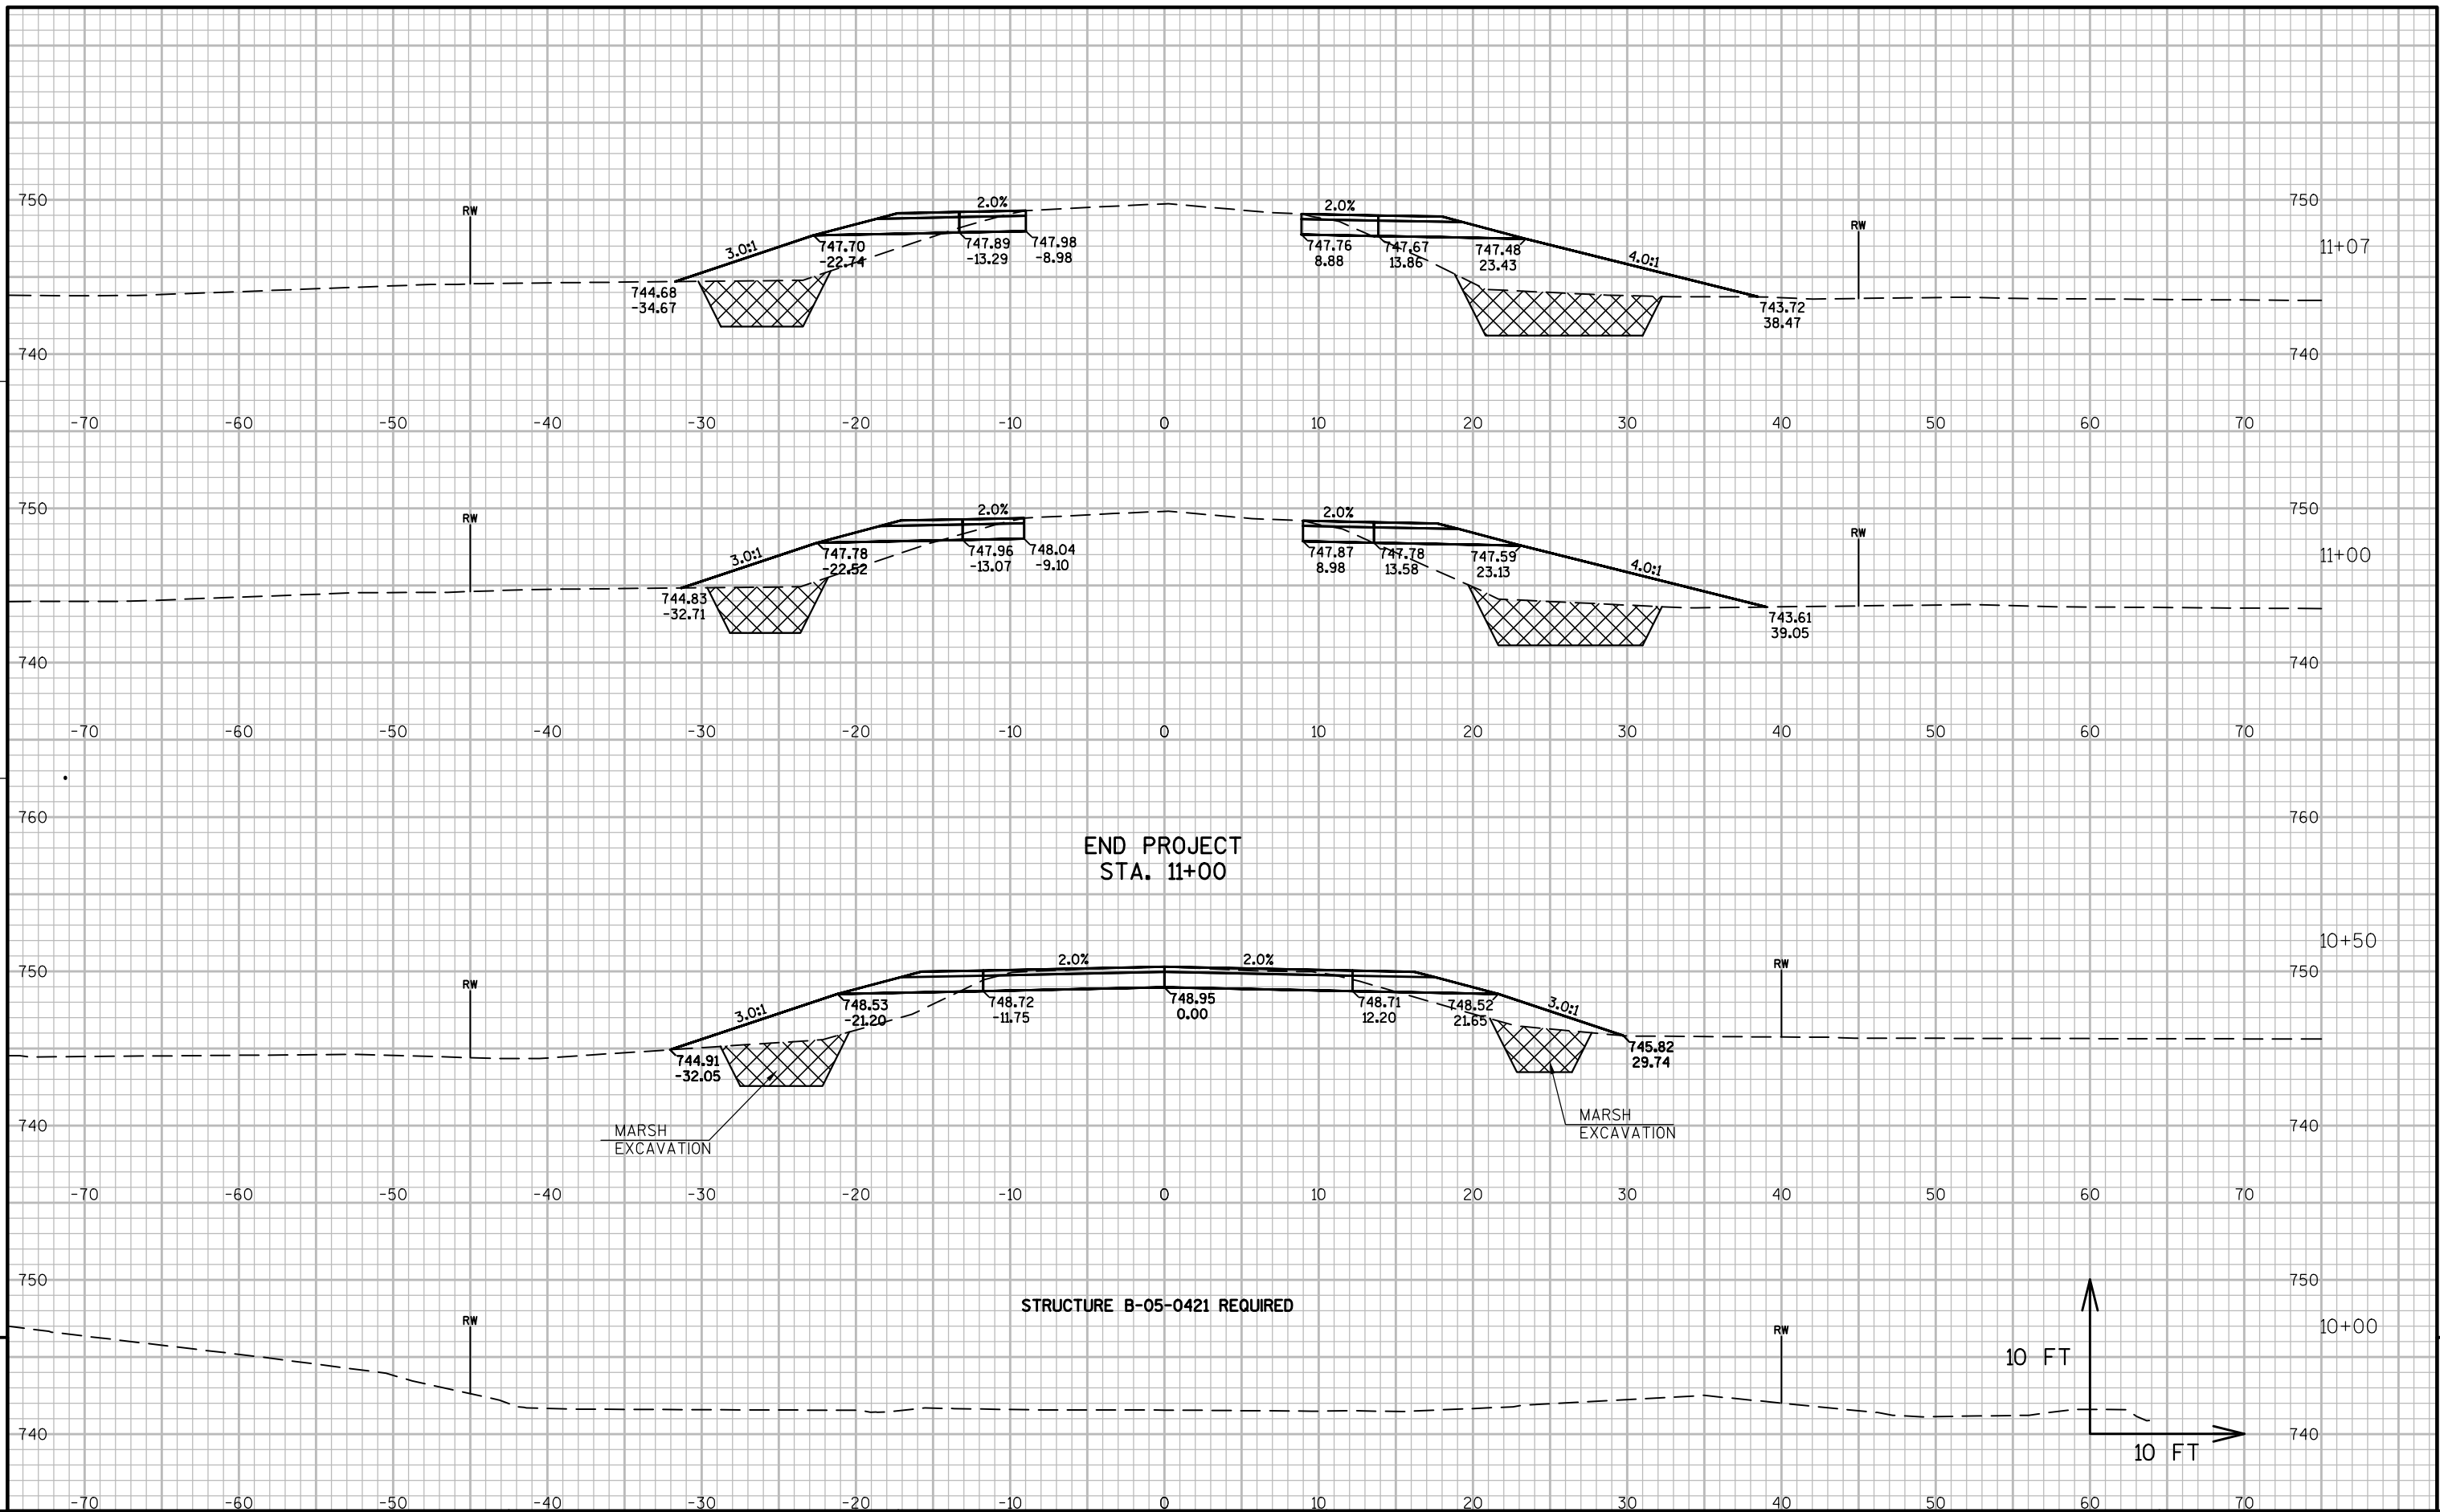 750 750
RW 2.0% 2.0% RW
3.0:1 747.70 747.89 747.98 747.76 747.67 747.48 4.0:1 11+07
-22.74 -13.29 -8.98 8.88 13.86 23.43
744.68 743.72
-34.67 38.47
740 740
-70 -60 -50 -40 -30 -20 -10 0 10 20 30 40 50 60 70
750 750
RW 2.0% 2.0% RW
3.0:1 747.78 747.96 748.04 747.87 747.78 747.59 4.0:1 11+00
-22.52 -13.07 -9.10 8.98 13.58 23.13
744.83 743.61
-32.71 39.05
740 740
-70 -60 -50 -40 -30 -20 -10 0 10 20 30 40 50 60 70
760 760
END PROJECT
STA. 11+00
10+50
750 2.0% 2.0% RW 750
RW
3.0:1 748.53 748.72 748.95 748.71 748.52 3.0:1
-21.20 -11.75 0.00 12.20 21.65
744.91 745.82
-32.05 29.74
740 740
MARSH MARSH
EXCAVATION EXCAVATION
-70 -60 -50 -40 -30 -20 -10 0 10 20 30 40 50 60 70
750 750
STRUCTURE B-05-0421 REQUIRED
RW RW 10+00
10 FT
740 740
10 FT
-70 -60 -50 -40 -30 -20 -10 0 10 20 30 40 50 60 70